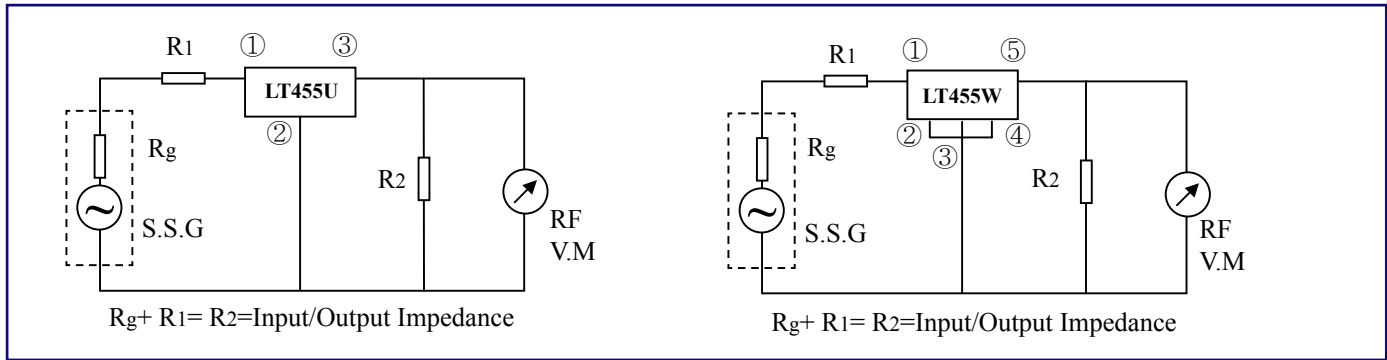 R1 ① ③
LT455U
②
Rg
R2
S.S.G
RF
V.M
Rg+ R1= R2=Input/Output Impedance
R1 ① ⑤
LT455W
② ④
③
Rg
R2
S.S.G
RF
V.M
Rg+ R1= R2=Input/Output Impedance